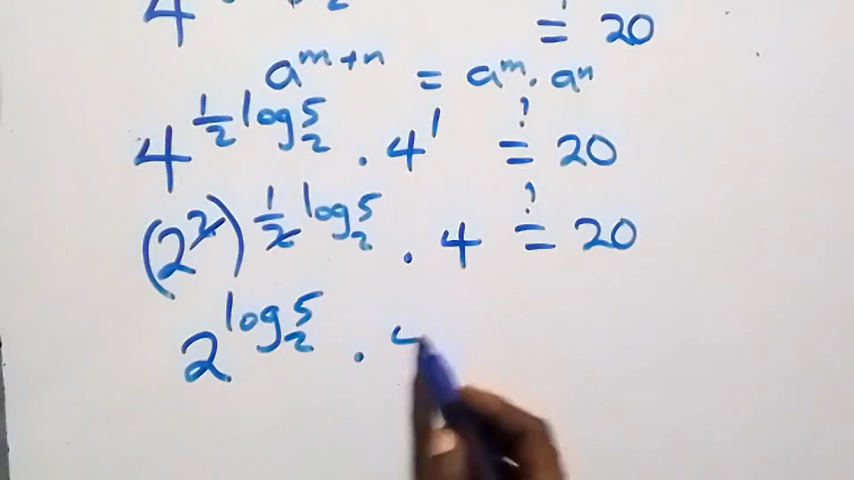 4 = 20
a^{m+n} = a^m . a^n
4^{1/2 log_2 5} . 4^1 ?= 20
(2^2)^{1/2 log_2 5} . 4 ?= 20
2^{log_2 5} .